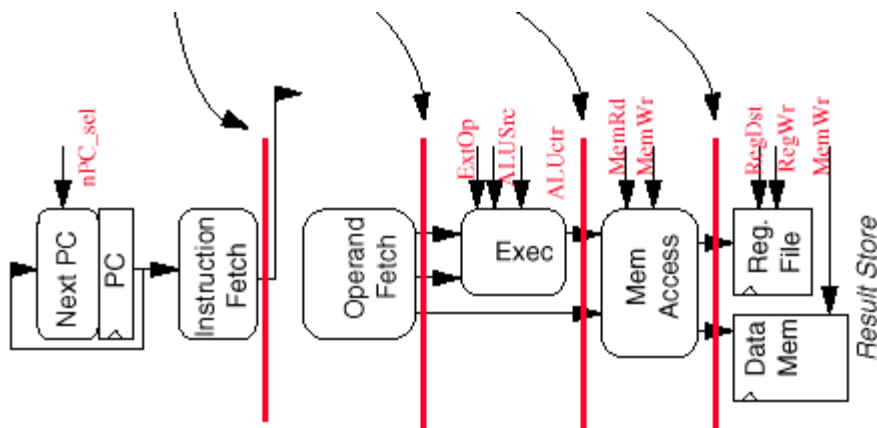 nPC_sel
Next PC
PC
Instruction
Fetch
Operand
Fetch
ExtOp
ALUSrc
ALUctr
Exec
MemRd
MemWr
Mem
Access
RegDst
RegWr
MemWr
Reg.
File
Data
Mem
Result Store